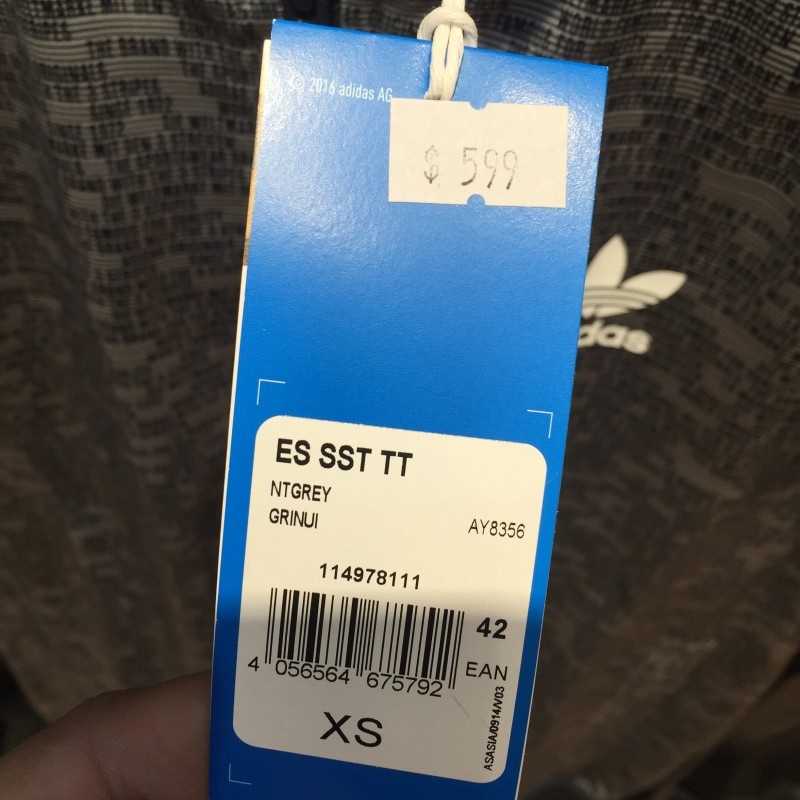 © 2016 adidas AG
$ 599
das
ES SST TT
NTGREY
GRINUI
AY8356
114978111
42
4 056564 675792
EAN
XS
ASASIA/0914/V03